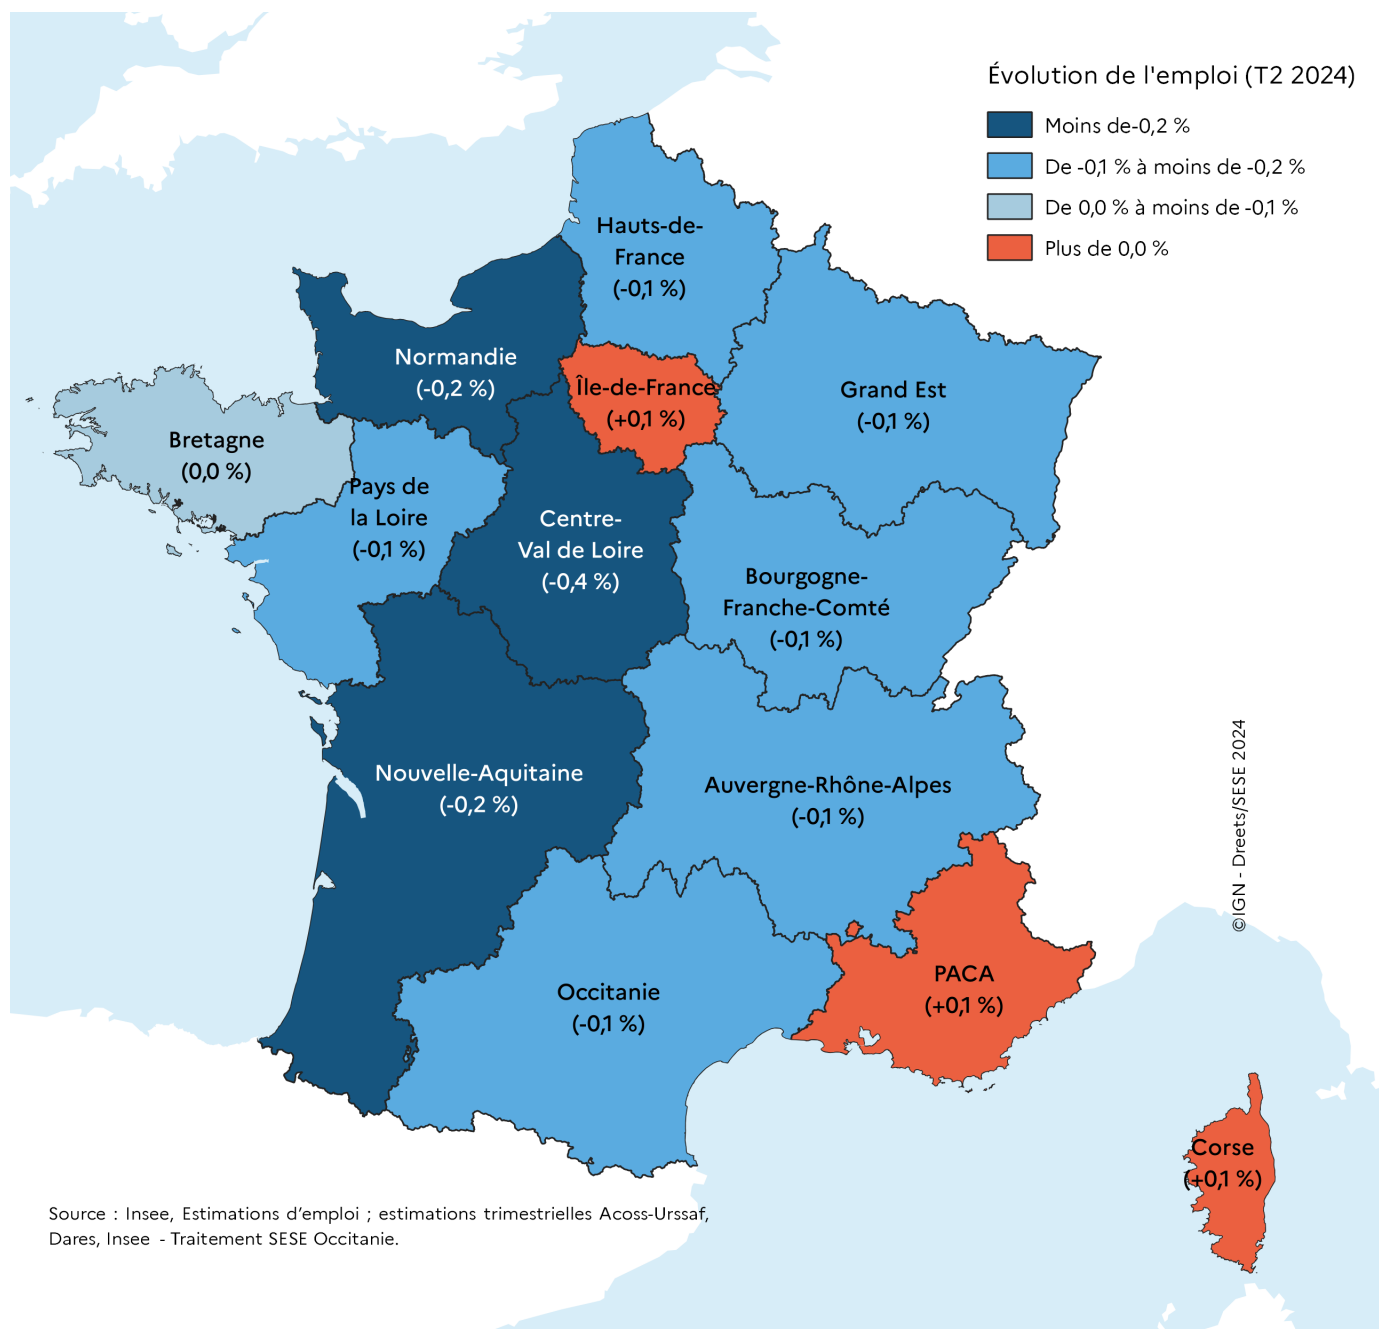 Évolution de l'emploi (T2 2024)
Moins de-0,2 %
De -0,1 % à moins de -0,2 %
De 0,0 % à moins de -0,1 %
Plus de 0,0 %
Hauts-de-
France
(-0,1 %)
Normandie
(-0,2 %)
Île-de-France
(+0,1 %)
Grand Est
(-0,1 %)
Bretagne
(0,0 %)
Pays de
la Loire
(-0,1 %)
Centre-
Val de Loire
(-0,4 %)
Bourgogne-
Franche-Comté
(-0,1 %)
Nouvelle-Aquitaine
(-0,2 %)
Auvergne-Rhône-Alpes
(-0,1 %)
Occitanie
(-0,1 %)
PACA
(+0,1 %)
Corse
(+0,1 %)
©IGN - Dreets/SESE 2024
Source : Insee, Estimations d’emploi ; estimations trimestrielles Acoss-Urssaf,
Dares, Insee - Traitement SESE Occitanie.